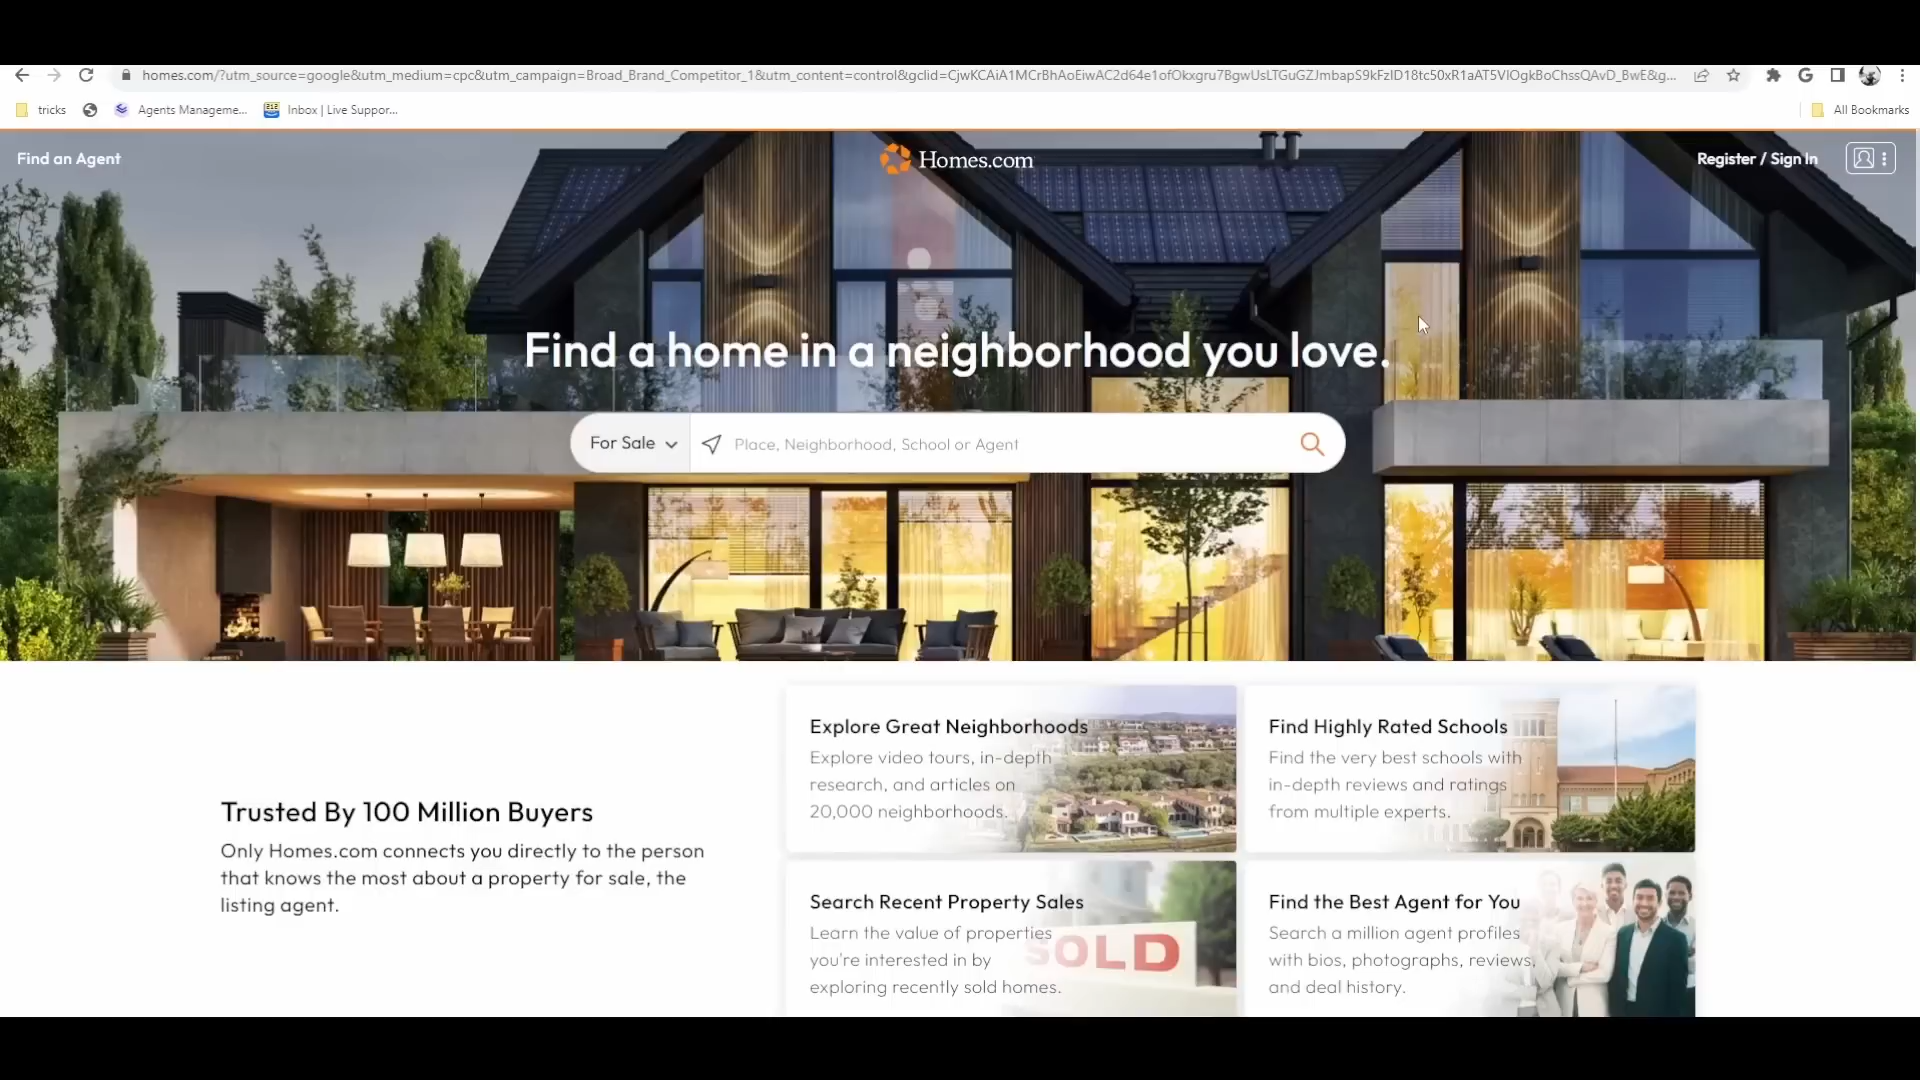 homes.com/?utm_source=google&utm_medium=cpc&utm_campaign=Broad_Brand_Competitor_1&utm_content=control&gclid=
tricks
Agents Manageme...
Inbox | Live Suppor...
All Bookmarks
Find an Agent
Homes.com
Register / Sign In
Find a home in a neighborhood you love.
For Sale
Place, Neighborhood, School or Agent
Trusted By 100 Million Buyers
Only Homes.com connects you directly to the person
that knows the most about a property for sale, the
listing agent.
Explore Great Neighborhoods
Explore video tours, in-depth
research, and articles on
20,000 neighborhoods.
Find Highly Rated Schools
Find the very best schools with
in-depth reviews and ratings
from multiple experts.
Search Recent Property Sales
Learn the value of properties
you're interested in by
exploring recently sold homes.
SOLD
Find the Best Agent for You
Search a million agent profiles
with bios, photographs, reviews,
and deal history.